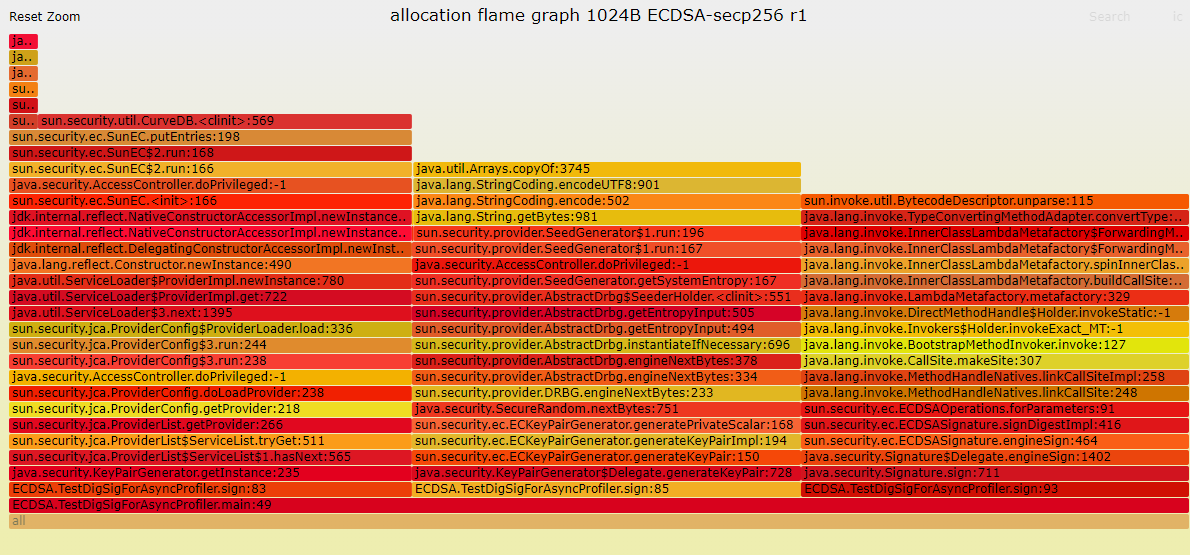 Reset Zoom allocation flame graph 1024B ECDSA-secp256 r1 Search ic
ja..
ja..
ja..
su..
su..
su.. sun.security.util.CurveDB.<clinit>:569
sun.security.ec.SunEC.putEntries:198
sun.security.ec.SunEC$2.run:168
sun.security.ec.SunEC$2.run:166 java.util.Arrays.copyOf:3745
java.security.AccessController.doPrivileged:-1 java.lang.StringCoding.encodeUTF8:901
sun.security.ec.SunEC.<init>:166 java.lang.StringCoding.encode:502 sun.invoke.util.BytecodeDescriptor.unparse:115
jdk.internal.reflect.NativeConstructorAccessorImpl.newInstance.. java.lang.String.getBytes:981 java.lang.invoke.TypeConvertingMethodAdapter.convertType:..
jdk.internal.reflect.NativeConstructorAccessorImpl.newInstance.. sun.security.provider.SeedGenerator$1.run:196 java.lang.invoke.InnerClassLambdaMetafactory$ForwardingM..
jdk.internal.reflect.DelegatingConstructorAccessorImpl.newInst.. sun.security.provider.SeedGenerator$1.run:167 java.lang.invoke.InnerClassLambdaMetafactory$ForwardingM..
java.lang.reflect.Constructor.newInstance:490 java.security.AccessController.doPrivileged:-1 java.lang.invoke.InnerClassLambdaMetafactory.spinInnerClas..
java.util.ServiceLoader$ProviderImpl.newInstance:780 sun.security.provider.SeedGenerator.getSystemEntropy:167 java.lang.invoke.InnerClassLambdaMetafactory.buildCallSite:..
java.util.ServiceLoader$ProviderImpl.get:722 sun.security.provider.AbstractDrbg$SeederHolder.<clinit>:551 java.lang.invoke.LambdaMetafactory.metafactory:329
java.util.ServiceLoader$3.next:1395 sun.security.provider.AbstractDrbg.getEntropyInput:505 java.lang.invoke.DirectMethodHandle$Holder.invokeStatic:-1
sun.security.jca.ProviderConfig$ProviderLoader.load:336 sun.security.provider.AbstractDrbg.getEntropyInput:494 java.lang.invoke.Invokers$Holder.invokeExact_MT:-1
sun.security.jca.ProviderConfig$3.run:244 sun.security.provider.AbstractDrbg.instantiateIfNecessary:696 java.lang.invoke.BootstrapMethodInvoker.invoke:127
sun.security.jca.ProviderConfig$3.run:238 sun.security.provider.AbstractDrbg.engineNextBytes:378 java.lang.invoke.CallSite.makeSite:307
java.security.AccessController.doPrivileged:-1 sun.security.provider.AbstractDrbg.engineNextBytes:334 java.lang.invoke.MethodHandleNatives.linkCallSiteImpl:258
sun.security.jca.ProviderConfig.doLoadProvider:238 sun.security.provider.DRBG.engineNextBytes:233 java.lang.invoke.MethodHandleNatives.linkCallSite:248
sun.security.jca.ProviderConfig.getProvider:218 java.security.SecureRandom.nextBytes:751 sun.security.ec.ECDSAOperations.forParameters:91
sun.security.jca.ProviderList.getProvider:266 sun.security.ec.ECKeyPairGenerator.generatePrivateScalar:168 sun.security.ec.ECDSASignature.signDigestImpl:416
sun.security.jca.ProviderList$ServiceList.tryGet:511 sun.security.ec.ECKeyPairGenerator.generateKeyPairImpl:194 sun.security.ec.ECDSASignature.engineSign:464
sun.security.jca.ProviderList$ServiceList$1.hasNext:565 sun.security.ec.ECKeyPairGenerator.generateKeyPair:150 java.security.Signature$Delegate.engineSign:1402
java.security.KeyPairGenerator.getInstance:235 java.security.KeyPairGenerator$Delegate.generateKeyPair:728 java.security.Signature.sign:711
ECDSA.TestDigSigForAsyncProfiler.sign:83 ECDSA.TestDigSigForAsyncProfiler.sign:85 ECDSA.TestDigSigForAsyncProfiler.sign:93
ECDSA.TestDigSigForAsyncProfiler.main:49
all